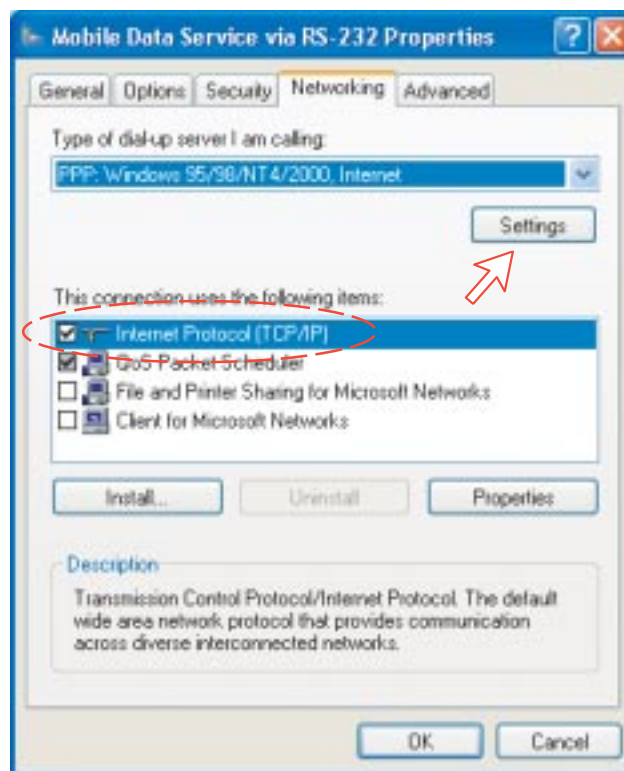 Mobile Data Service via RS-232 Properties
General Options Security Networking Advanced
Type of dial-up server I am calling:
PPP: Windows 95/98/NT4/2000, Internet
Settings
This connection uses the following items:
Internet Protocol (TCP/IP)
QoS Packet Scheduler
File and Printer Sharing for Microsoft Networks
Client for Microsoft Networks
Install... Uninstall Properties
Description
Transmission Control Protocol/Internet Protocol. The default
wide area network protocol that provides communication
across diverse interconnected networks.
OK Cancel